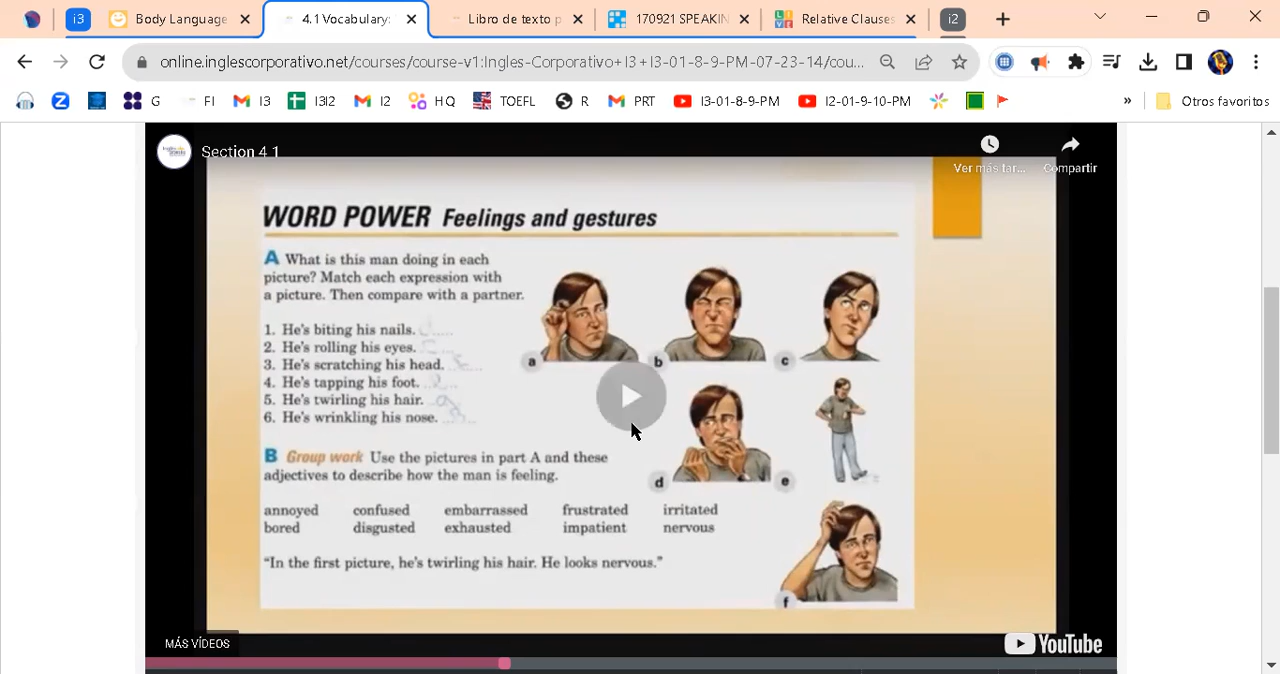 i3
Body Language
4.1 Vocabulary:
Libro de texto p
170921 SPEAKIN
Relative Clauses
i2
online.inglescorporativo.net/courses/course-v1:Ingles-Corporativo+I3+I3-01-8-9-PM-07-23-14/cou...
G
FI
I3
I3I2
I2
HQ
TOEFL
R
PRT
I3-01-8-9-PM
I2-01-9-10-PM
»
Otros favoritos
Section 4 1
Ver más tar...
Compartir
WORD POWER Feelings and gestures
A What is this man doing in each
picture? Match each expression with
a picture. Then compare with a partner.
1. He's biting his nails. ......
2. He's rolling his eyes. ......
3. He's scratching his head. ......
4. He's tapping his foot. ......
5. He's twirling his hair. ......
6. He's wrinkling his nose. ......
a
b
c
d
e
f
B Group work Use the pictures in part A and these
adjectives to describe how the man is feeling.
annoyed confused embarrassed frustrated irritated
bored disgusted exhausted impatient nervous
"In the first picture, he's twirling his hair. He looks nervous."
MÁS VÍDEOS
YouTube